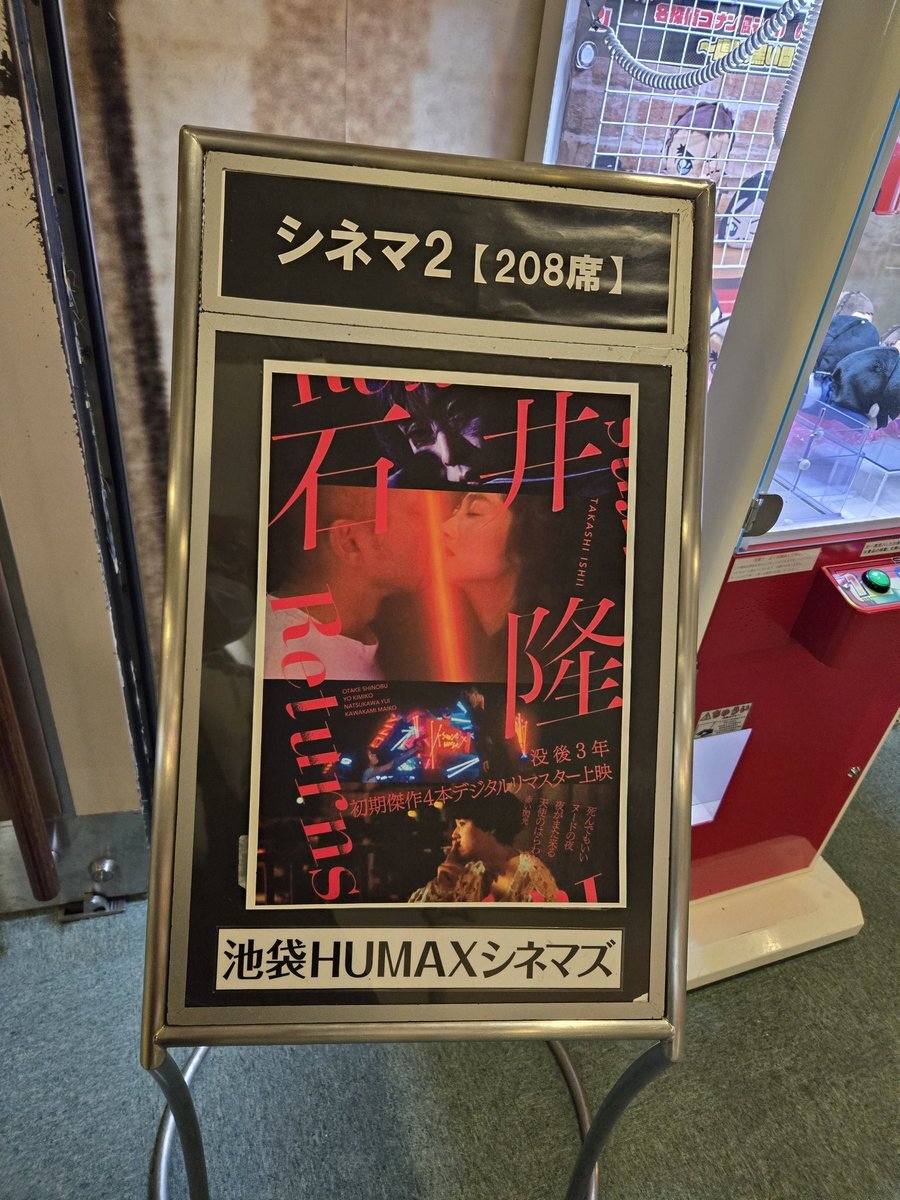 シネマ2【208席】
石井
隆
TAKASHI ISHII
Returns
OTAKE SHINOBU
YO KIMIKO
NATSUKAWA YUI
KAWAKAMI MAIKO
没後3年
初期傑作4本デジタルリマスター上映
死んでもいい
ヌードの夜
夜がまた来る
天使のはらわた
池袋HUMAXシネマズ